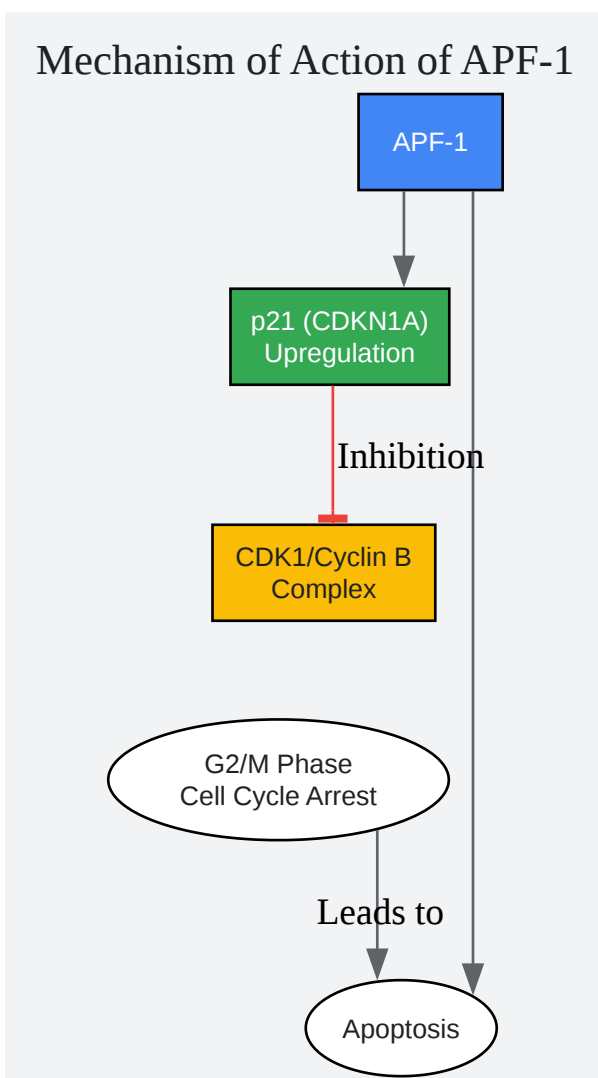 Mechanism of Action of APF-1
APF-1
p21 (CDKN1A)
Upregulation
Inhibition
CDK1/Cyclin B
Complex
G2/M Phase
Cell Cycle Arrest
Leads to
Apoptosis